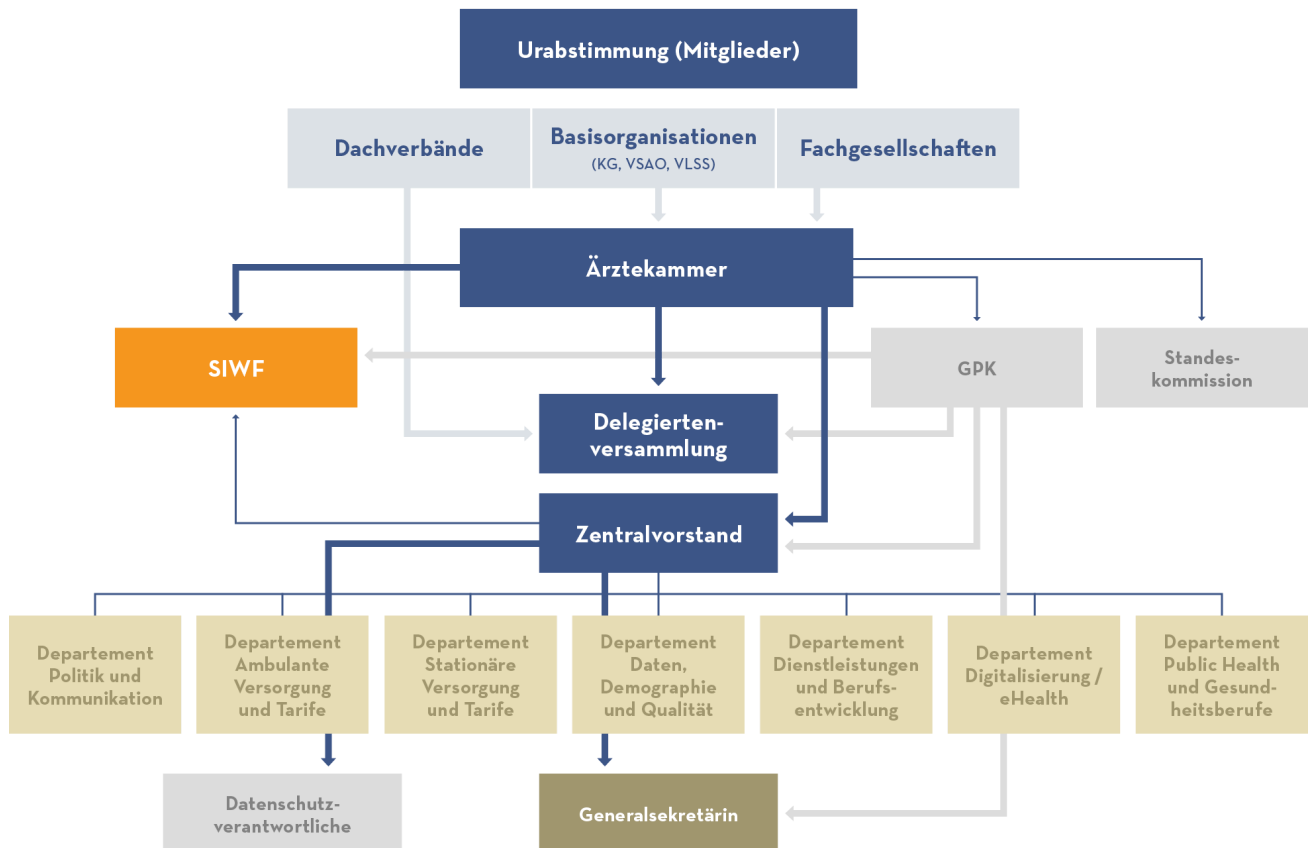 Urabstimmung (Mitglieder)
Dachverbände
Basisorganisationen
(KG, VSAO, VLSS)
Fachgesellschaften
Ärztekammer
SIWF
GPK
Standes-
kommission
Delegierten-
versammlung
Zentralvorstand
Departement
Politik und
Kommunikation
Departement
Ambulante
Versorgung
und Tarife
Departement
Stationäre
Versorgung
und Tarife
Departement
Daten,
Demographie
und Qualität
Departement
Dienstleistungen
und Berufs-
entwicklung
Departement
Digitalisierung /
eHealth
Departement
Public Health
und Gesund-
heitsberufe
Datenschutz-
verantwortliche
Generalsekretärin